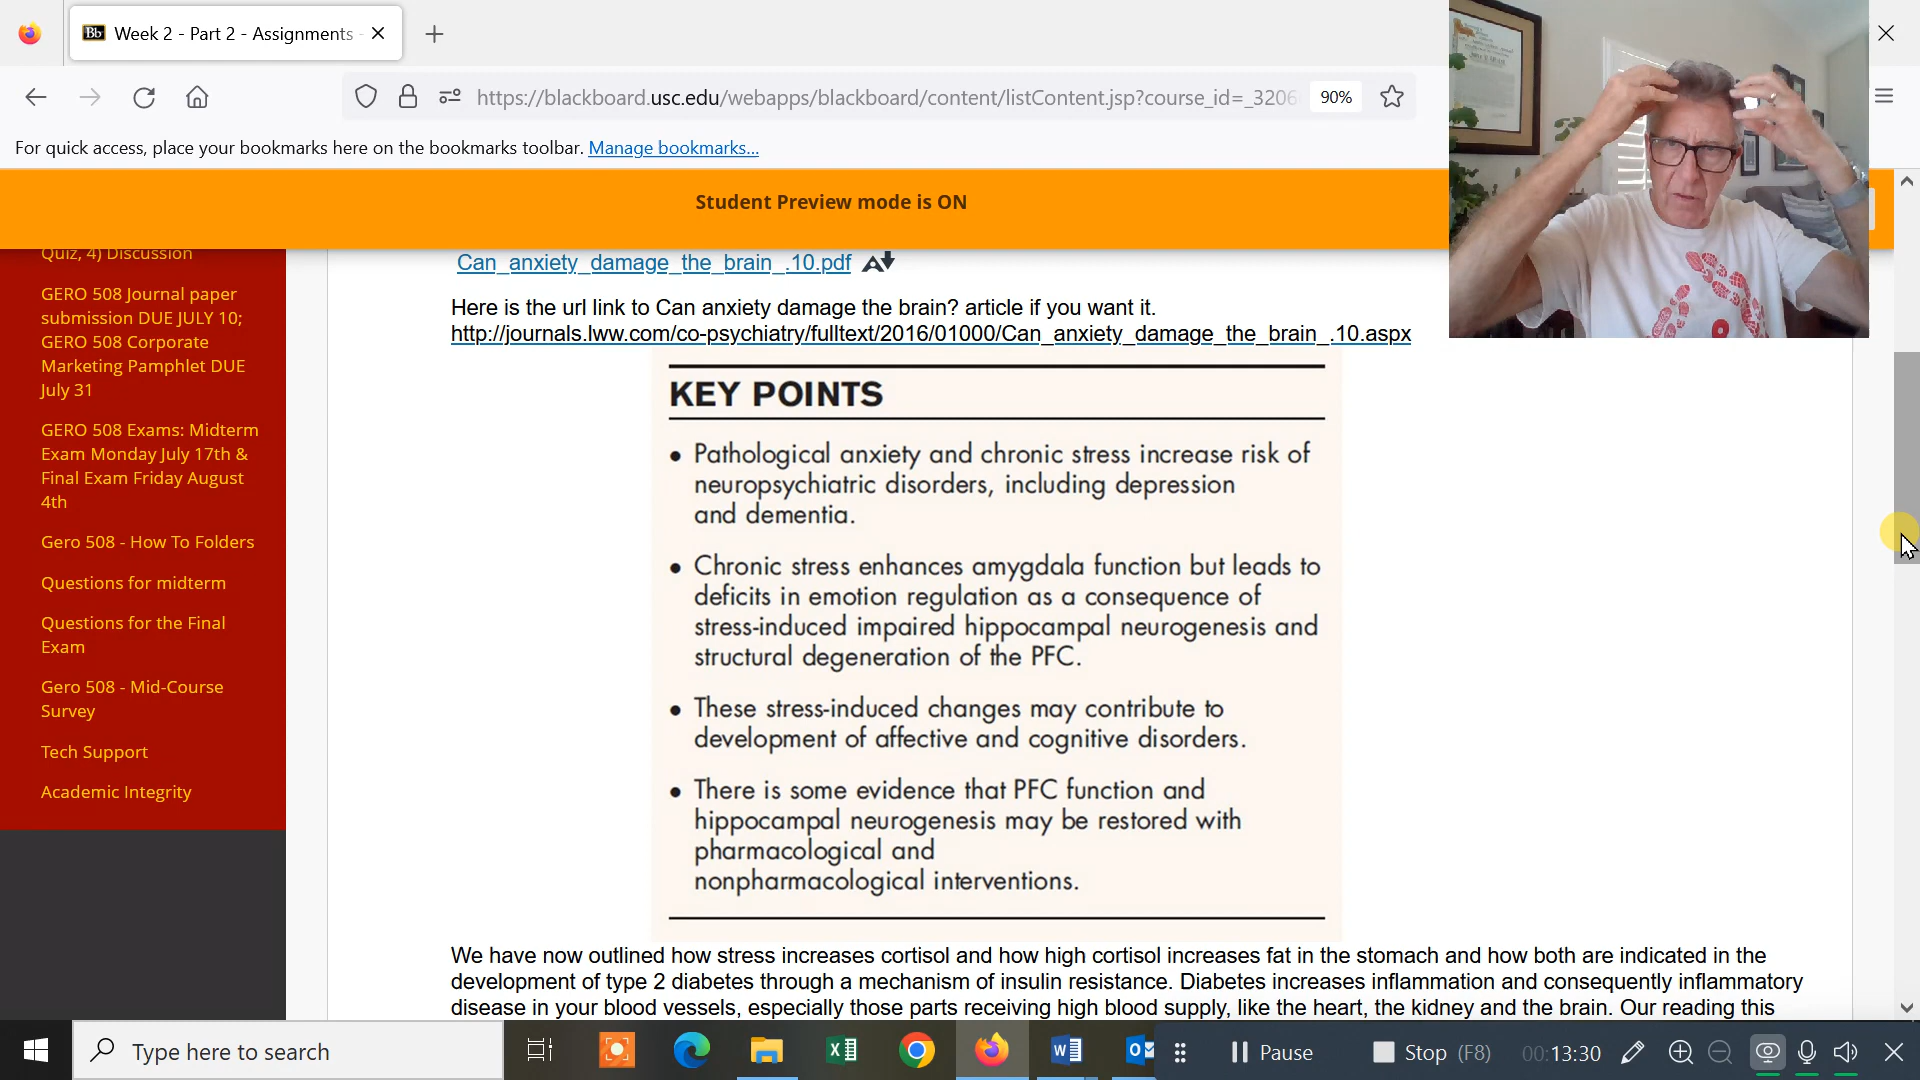 Week 2 - Part 2 - Assignments
https://blackboard.usc.edu/webapps/blackboard/content/listContent.jsp?course_id=_3206
90%
For quick access, place your bookmarks here on the bookmarks toolbar. Manage bookmarks...
Student Preview mode is ON
Quiz, 4) Discussion
GERO 508 Journal paper
submission DUE JULY 10;
GERO 508 Corporate
Marketing Pamphlet DUE
July 31
GERO 508 Exams: Midterm
Exam Monday July 17th &
Final Exam Friday August
4th
Gero 508 - How To Folders
Questions for midterm
Questions for the Final
Exam
Gero 508 - Mid-Course
Survey
Tech Support
Academic Integrity
Can_anxiety_damage_the_brain_.10.pdf
Here is the url link to Can anxiety damage the brain? article if you want it.
http://journals.lww.com/co-psychiatry/fulltext/2016/01000/Can_anxiety_damage_the_brain_.10.aspx
KEY POINTS
• Pathological anxiety and chronic stress increase risk of
neuropsychiatric disorders, including depression
and dementia.
• Chronic stress enhances amygdala function but leads to
deficits in emotion regulation as a consequence of
stress-induced impaired hippocampal neurogenesis and
structural degeneration of the PFC.
• These stress-induced changes may contribute to
development of affective and cognitive disorders.
• There is some evidence that PFC function and
hippocampal neurogenesis may be restored with
pharmacological and
nonpharmacological interventions.
We have now outlined how stress increases cortisol and how high cortisol increases fat in the stomach and how both are indicated in the
development of type 2 diabetes through a mechanism of insulin resistance. Diabetes increases inflammation and consequently inflammatory
disease in your blood vessels, especially those parts receiving high blood supply, like the heart, the kidney and the brain. Our reading this
Type here to search
Pause
Stop (F8)
00:13:30